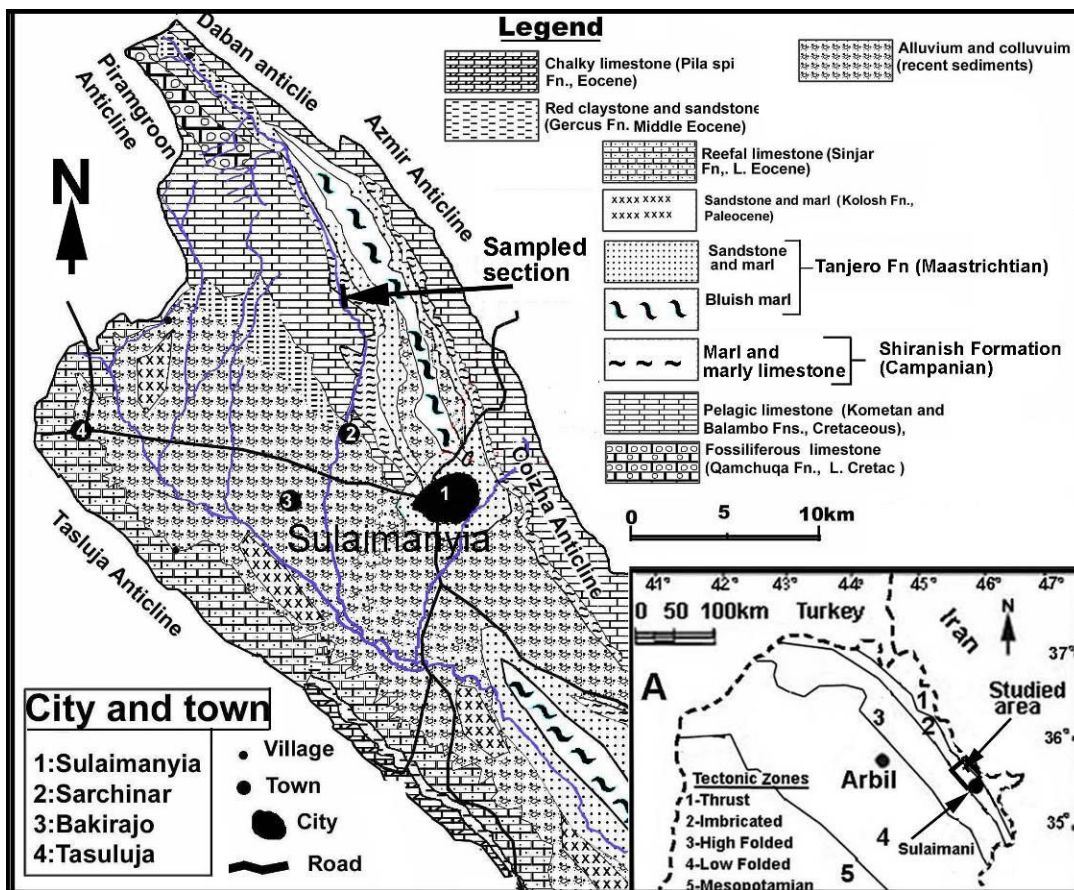 Legend
Chalky limestone (Pila spi
Fn., Eocene)
Red claystone and sandstone
(Gercus Fn. Middle Eocene)
Alluvium and colluvuim
(recent sediments)
Reefal limestone (Sinjar
Fn,. L. Eocene)
Sandstone and marl (Kolosh Fn.,
Paleocene)
Sandstone
and marl
Tanjero Fn (Maastrichtian)
Bluish marl
Marl and
marly limestone
Shiranish Formation
(Campanian)
Pelagic limestone (Kometan and
Balambo Fns., Cretaceous),
Fossiliferous limestone
(Qamchuqa Fn., L. Cretac )
0 5 10km
Daban anticlie
Piramgroon
Anticline
Azmir Anticline
N
Sampled
section
4
2
1
3
Sulaimanyia
Goizha Anticline
Tasluja Anticline
City and town
1:Sulaimanyia
2:Sarchinar
3:Bakirajo
4:Tasuluja
Village
Town
City
Road
41° 42° 43° 44° 45° 46° 47°
0 50 100km
Turkey
Iran
N
37°
A
Studied
area
1
2
3
36°
Arbil
Tectonic Zones
1-Thrust
2-Imbricated
3-High Folded
4-Low Folded
5-Mesopotamian
4
Sulaimani
35°
5